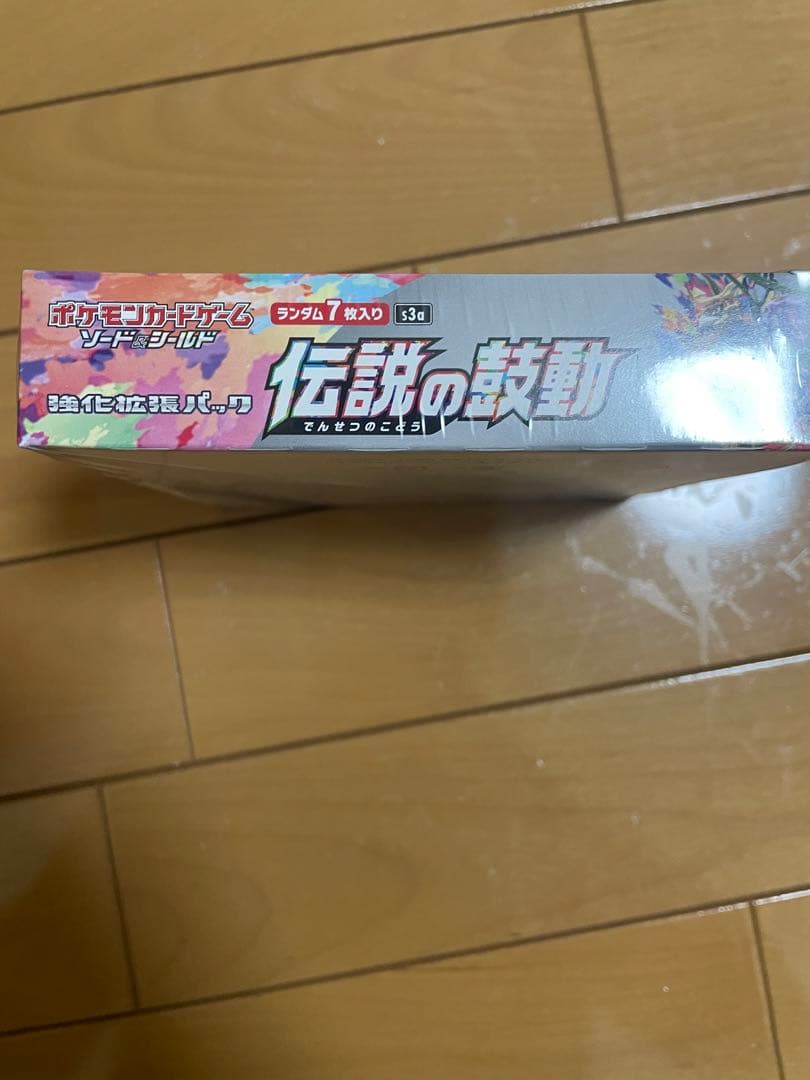 ポケモンカードゲーム
ソード&シールド
ランダム7枚入り s3a
強化拡張パック
伝説の鼓動
でんせつのこどう